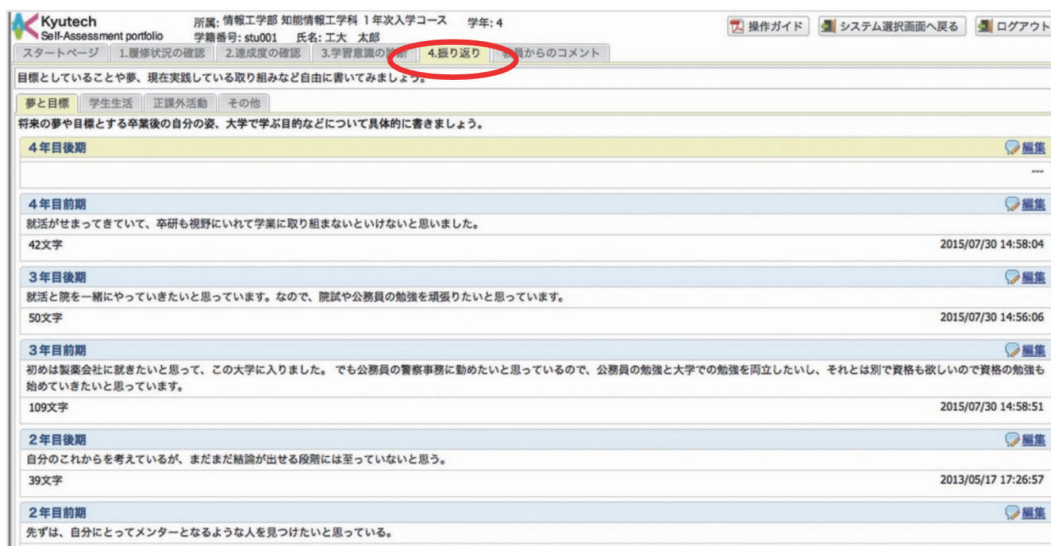 Kyutech
Self-Assessment portfolio
所属: 情報工学部 知能情報工学科 1年次入学コース 学年: 4
学籍番号: stu001 氏名: 工大 太郎
操作ガイド システム選択画面へ戻る ログアウト
スタートページ 1.履修状況の確認 2.達成度の確認 3.学習意識の 4.振り返り 教員からのコメント
目標としていることや夢、現在実践している取り組みなど自由に書いてみましょう。
夢と目標 学生生活 正課外活動 その他
将来の夢や目標とする卒業後の自分の姿、大学で学ぶ目的などについて具体的に書きましょう。
4年目後期 編集
---
4年目前期 編集
就活がせまってきていて、卒研も視野にいれて学業に取り組まないといけないと思いました。
42文字 2015/07/30 14:58:04
3年目後期 編集
就活と院を一緒にやっていきたいと思っています。なので、院試や公務員の勉強を頑張りたいと思っています。
50文字 2015/07/30 14:56:06
3年目前期 編集
初めは製薬会社に就きたいと思って、この大学に入りました。 でも公務員の警察事務に勤めたいと思っているので、公務員の勉強と大学での勉強を両立したいし、それとは別で資格も欲しいので資格の勉強も
始めていきたいと思っています。
109文字 2015/07/30 14:58:51
2年目後期 編集
自分のこれからを考えているが、まだまだ結論が出せる段階には至っていないと思う。
39文字 2013/05/17 17:26:57
2年目前期 編集
先ずは、自分にとってメンターとなるような人を見つけたいと思っている。